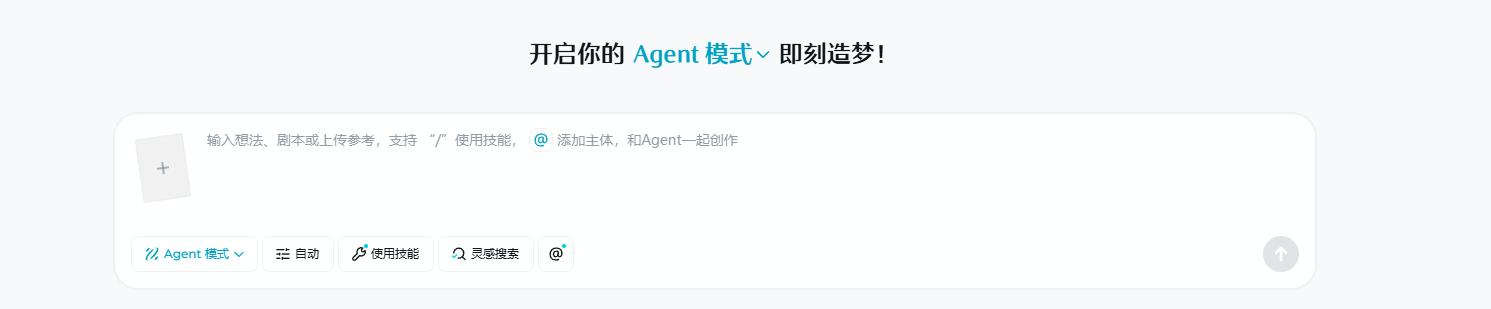 开启你的 Agent 模式 即刻造梦！
输入想法、剧本或上传参考，支持 “/” 使用技能， @ 添加主体，和Agent一起创作
Agent 模式 自动 使用技能 灵感搜索 @